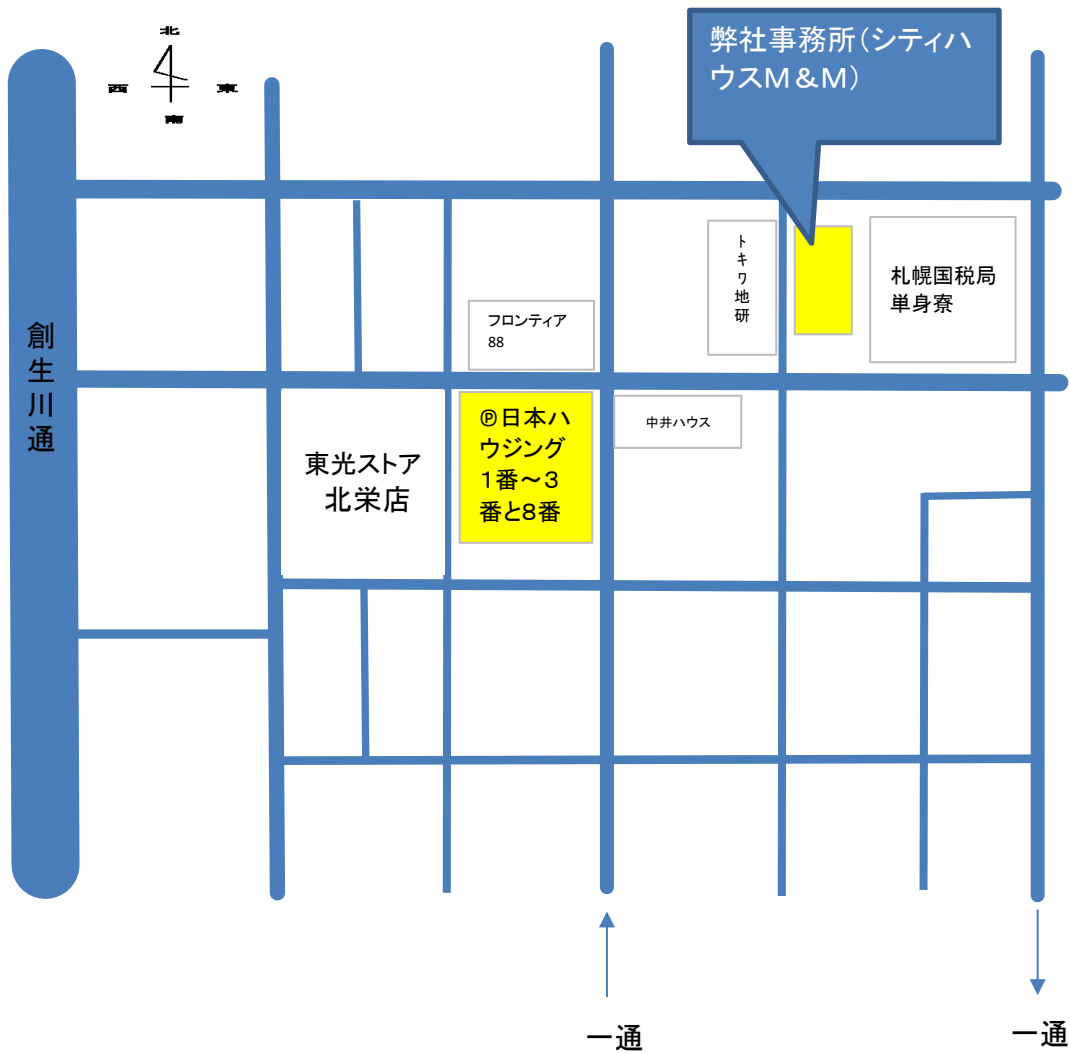 北
西
東
南
弊社事務所(シティハ
ウスM&M)
トキワ地研
札幌国税局
単身寮
フロンティア
88
創生川通
℗日本ハ
ウジング
1番~3
番と8番
中井ハウス
東光ストア
北栄店
一通
一通